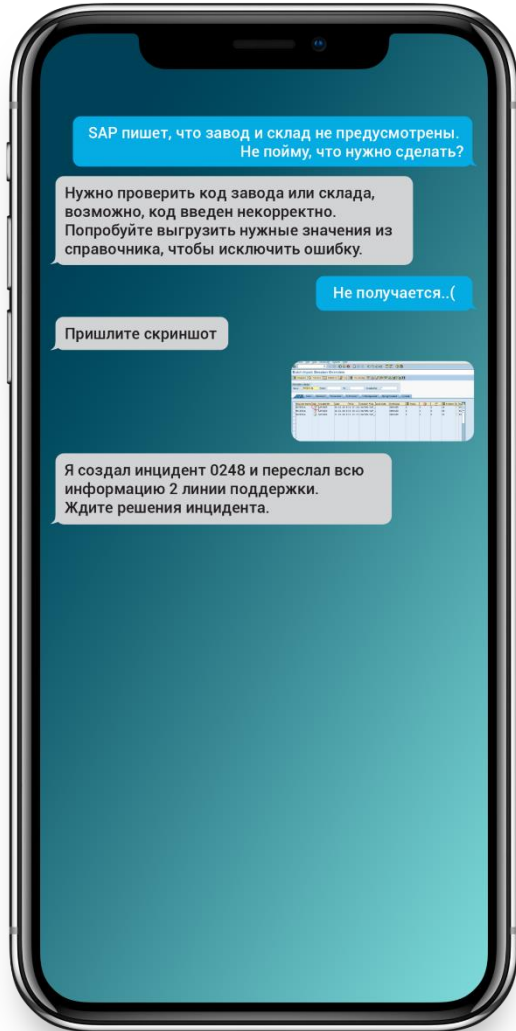 SAP пишет, что завод и склад не предусмотрены.
Не пойму, что нужно сделать?
Нужно проверить код завода или склада,
возможно, код введен некорректно.
Попробуйте выгрузить нужные значения из
справочника, чтобы исключить ошибку.
Не получается..(
Пришлите скриншот
Я создал инцидент 0248 и переслал всю
информацию 2 линии поддержки.
Ждите решения инцидента.